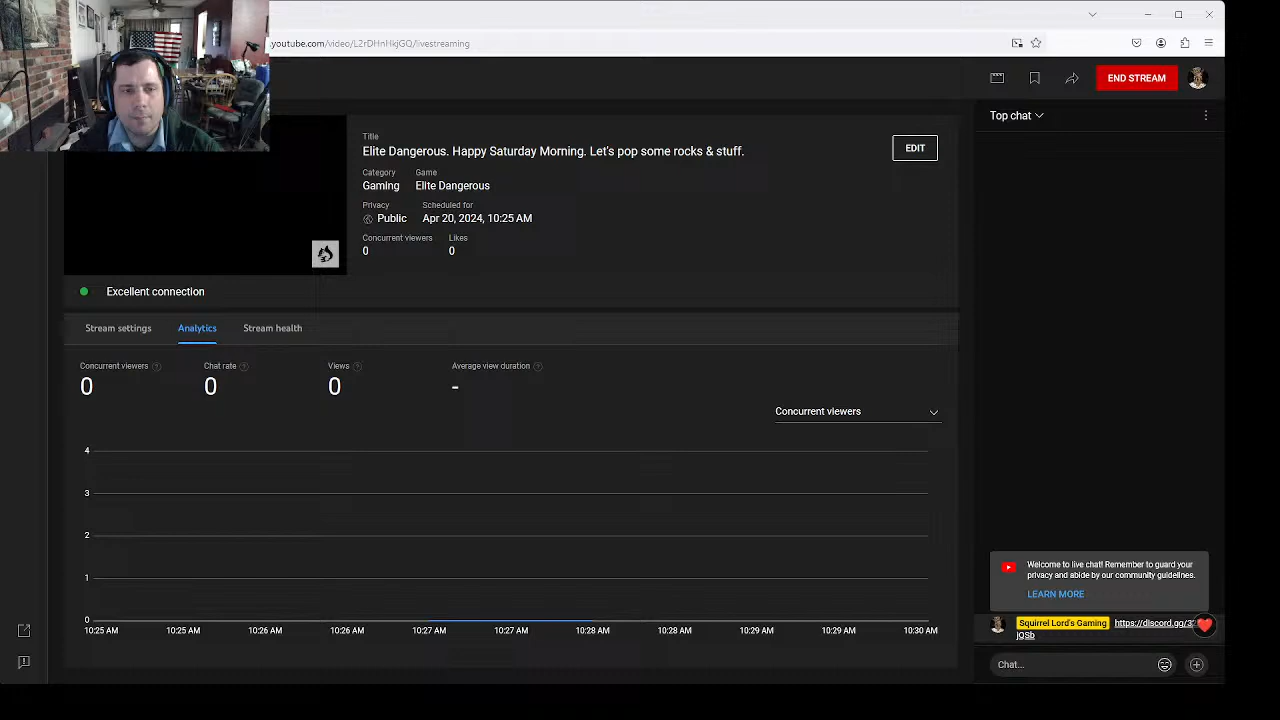 .youtube.com/video/L2rDHnHkjGQ/livestreaming
END STREAM
Title
Elite Dangerous. Happy Saturday Morning. Let's pop some rocks & stuff.
EDIT
Category Game
Gaming Elite Dangerous
Privacy Scheduled for
Public Apr 20, 2024, 10:25 AM
Concurrent viewers Likes
0 0
Excellent connection
Stream settings Analytics Stream health
Concurrent viewers Chat rate Views Average view duration
0 0 0 -
Concurrent viewers
4
3
2
1
0
10:25 AM 10:25 AM 10:26 AM 10:26 AM 10:27 AM 10:27 AM 10:28 AM 10:28 AM 10:29 AM 10:29 AM 10:30 AM
Top chat
Welcome to live chat! Remember to guard your
privacy and abide by our community guidelines.
LEARN MORE
Squirrel Lord's Gaming
Chat...